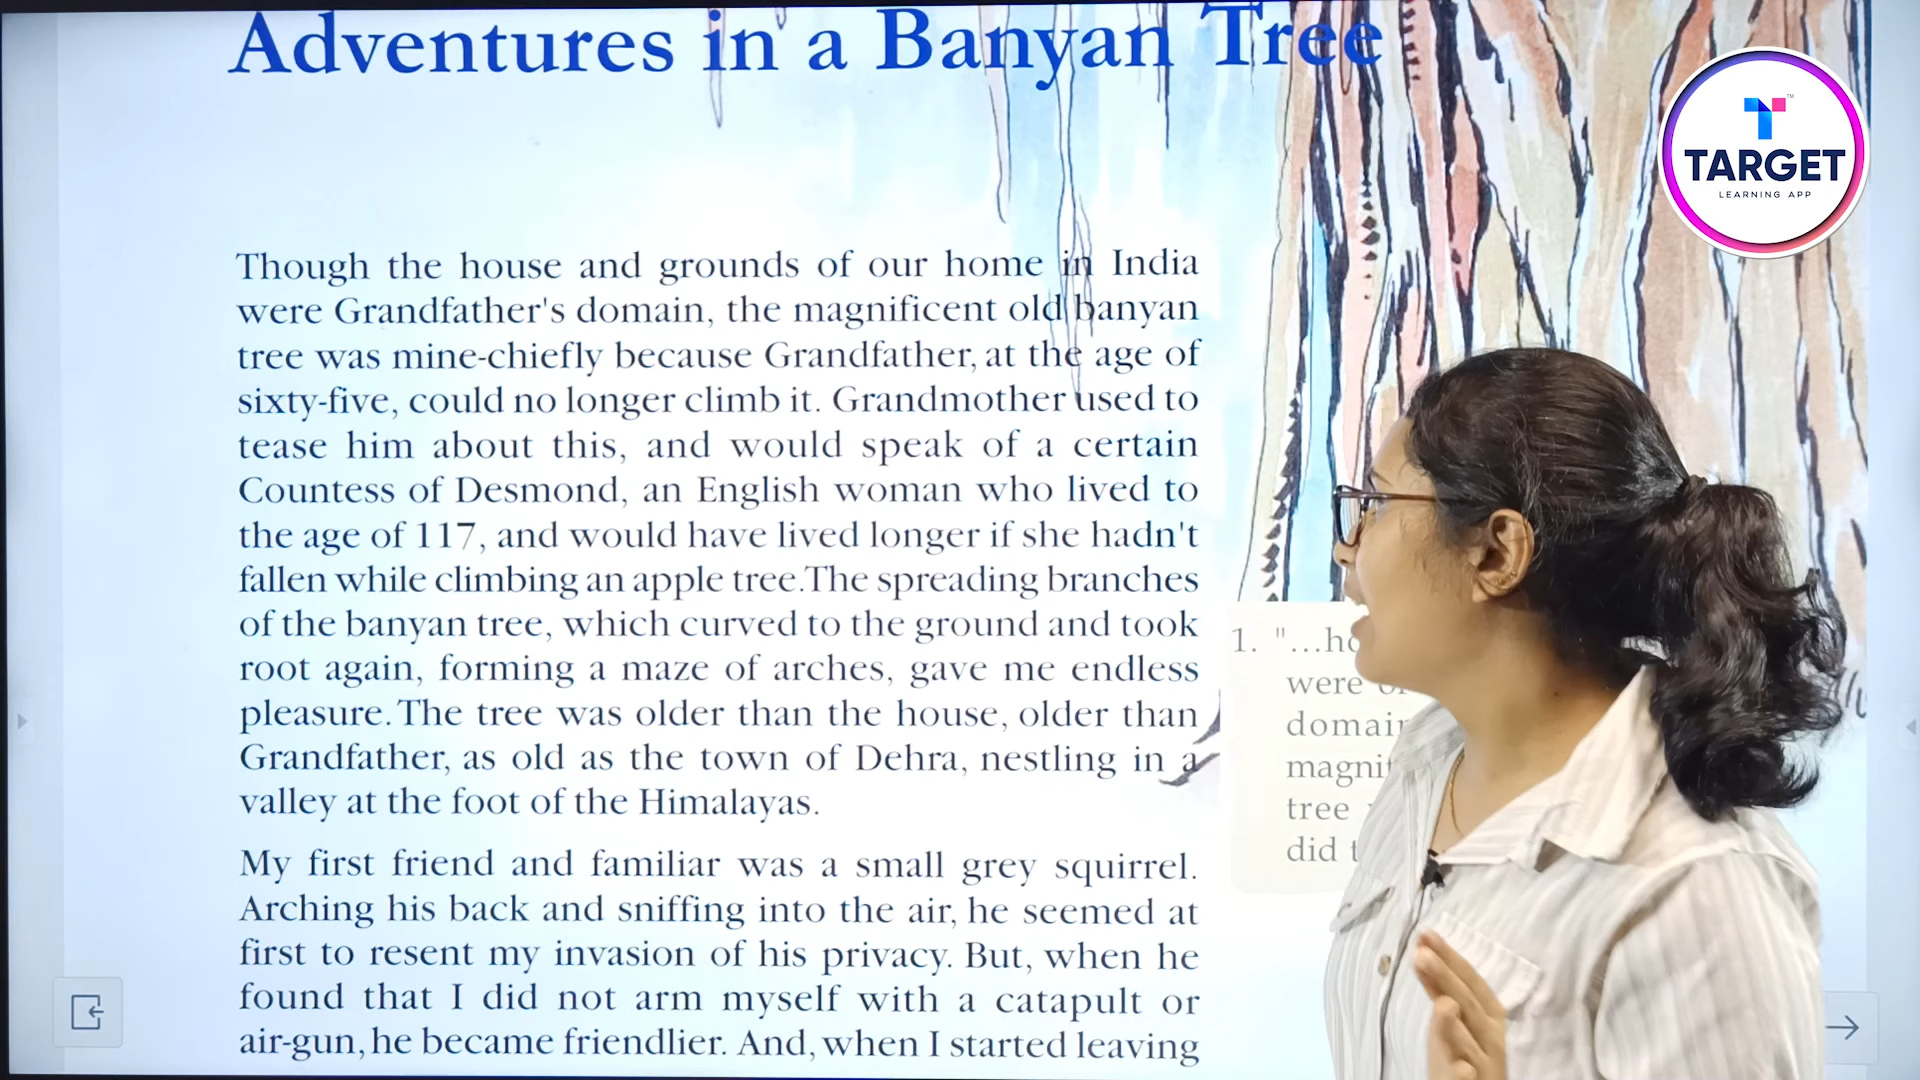 Adventures in a Banyan Tree
TM
TARGET
LEARNING APP
Though the house and grounds of our home in India
were Grandfather's domain, the magnificent old banyan
tree was mine-chiefly because Grandfather, at the age of
sixty-five, could no longer climb it. Grandmother used to
tease him about this, and would speak of a certain
Countess of Desmond, an English woman who lived to
the age of 117, and would have lived longer if she hadn't
fallen while climbing an apple tree.The spreading branches
of the banyan tree, which curved to the ground and took
root again, forming a maze of arches, gave me endless
pleasure. The tree was older than the house, older than
Grandfather, as old as the town of Dehra, nestling in a
valley at the foot of the Himalayas.
My first friend and familiar was a small grey squirrel.
Arching his back and sniffing into the air, he seemed at
first to resent my invasion of his privacy. But, when he
found that I did not arm myself with a catapult or
air-gun, he became friendlier. And, when I started leaving
1. "...
were
magni
tree
did